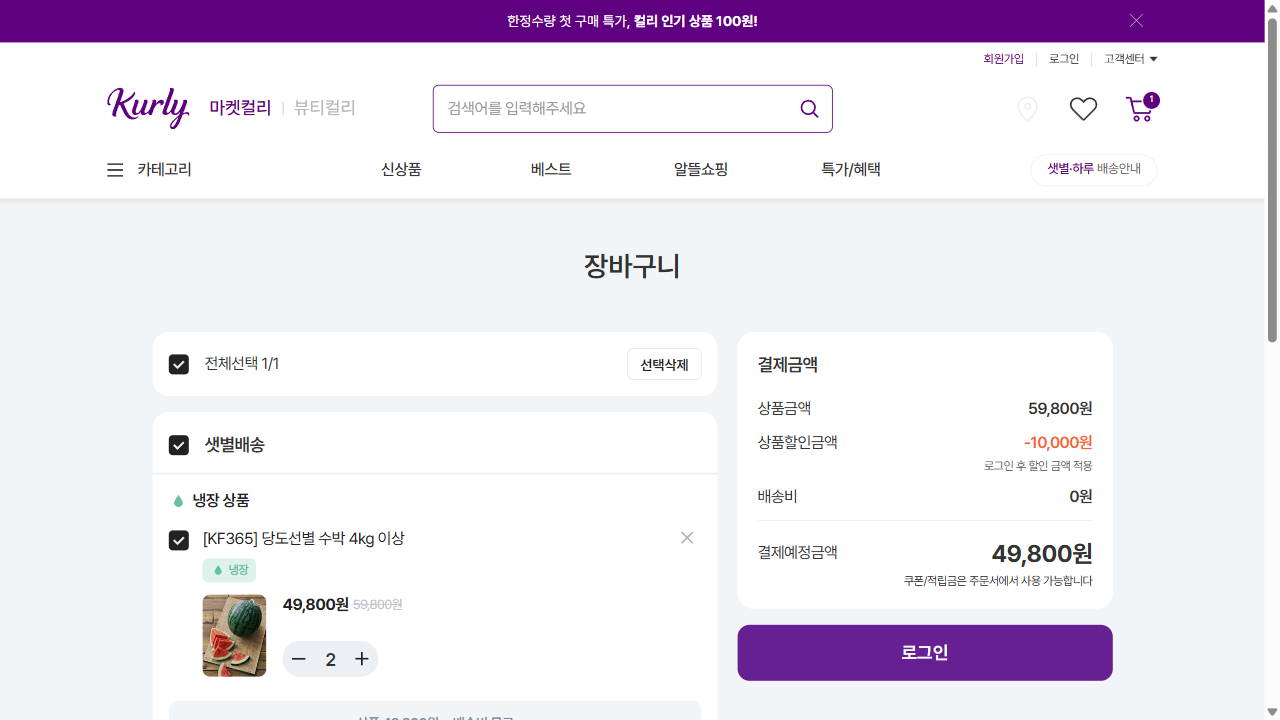 한정수량 첫 구매 특가, 컬리 인기 상품 100원!
회원가입 로그인 고객센터
Kurly 마켓컬리 뷰티컬리 검색어를 입력해주세요 1
카테고리 신상품 베스트 알뜰쇼핑 특가/혜택 샛별·하루 배송안내
장바구니
전체선택 1/1 선택삭제
샛별배송
냉장 상품
[KF365] 당도선별 수박 4kg 이상
냉장
49,800원 59,800원
2
결제금액
상품금액 59,800원
상품할인금액 -10,000원
로그인 후 할인 금액 적용
배송비 0원
결제예정금액 49,800원
쿠폰/적립금은 주문서에서 사용 가능합니다
로그인